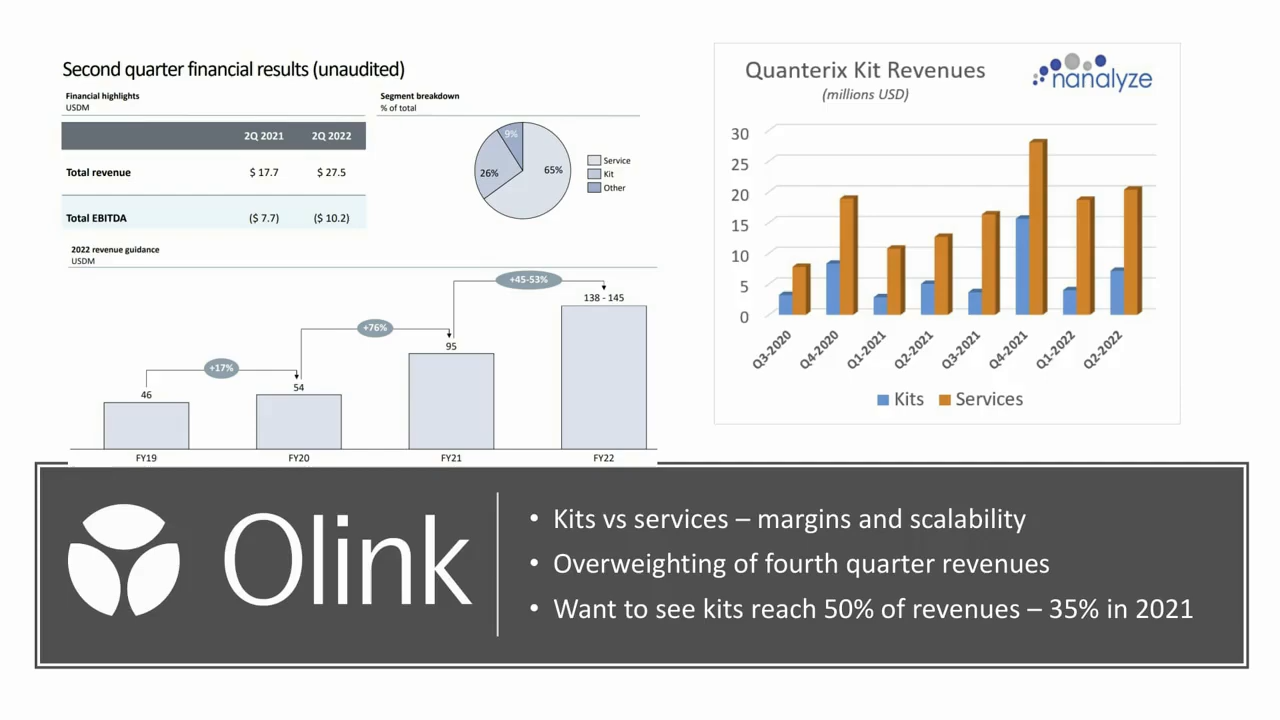 Second quarter financial results (unaudited)
Financial highlights
USDM
2Q 2021 2Q 2022
Total revenue $ 17.7 $ 27.5
Total EBITDA ($ 7.7) ($ 10.2)
Segment breakdown
% of total
9%
26%
65%
Service
Kit
Other
2022 revenue guidance
USDM
+45-53%
138 - 145
+76%
95
+17%
54
46
FY19 FY20 FY21 FY22
Quanterix Kit Revenues
(millions USD)
nanalyze
30
25
20
15
10
5
0
Q3-2020 Q4-2020 Q1-2021 Q2-2021 Q3-2021 Q4-2021 Q1-2022 Q2-2022
Kits Services
Olink
• Kits vs services – margins and scalability
• Overweighting of fourth quarter revenues
• Want to see kits reach 50% of revenues – 35% in 2021